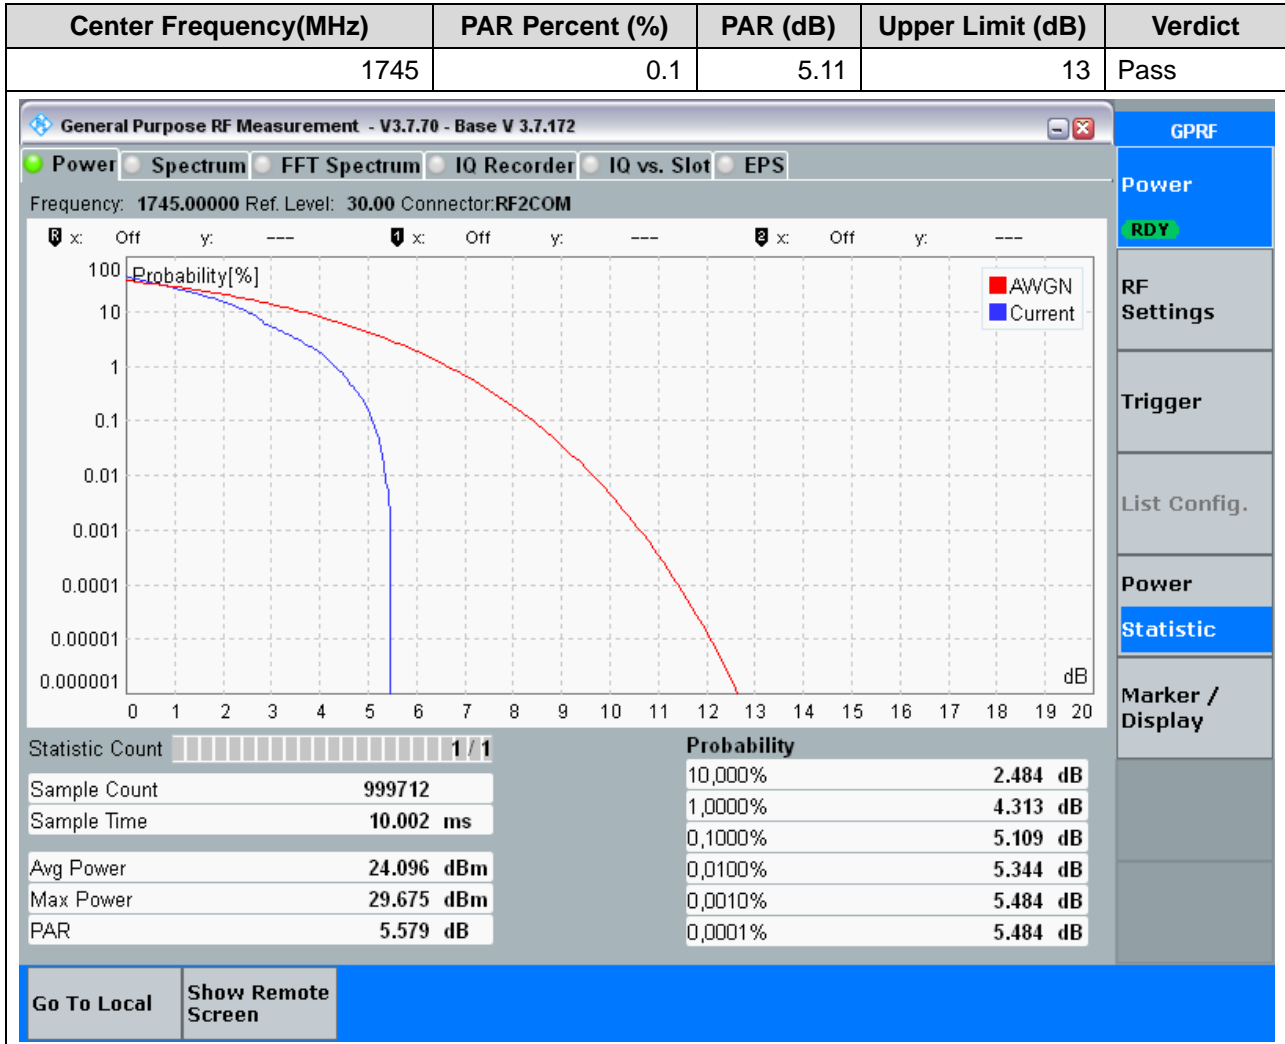 Center Frequency(MHz) PAR Percent (%) PAR (dB) Upper Limit (dB) Verdict
1745 0.1 5.11 13 Pass
General Purpose RF Measurement - V3.7.70 - Base V 3.7.172
GPRF
Power Spectrum FFT Spectrum IQ Recorder IQ vs. Slot EPS
Power
RDY
Frequency: 1745.00000 Ref. Level: 30.00 Connector:RF2COM
R x: Off y: --- 1 x: Off y: --- 2 x: Off y: ---
Probability[%]
AWGN
Current
100
10
1
0.1
0.01
0.001
0.0001
0.00001
0.000001
dB
0 1 2 3 4 5 6 7 8 9 10 11 12 13 14 15 16 17 18 19 20
RF
Settings
Trigger
List Config.
Power
Statistic
Marker /
Display
Statistic Count 1 / 1
Sample Count 999712
Sample Time 10.002 ms
Avg Power 24.096 dBm
Max Power 29.675 dBm
PAR 5.579 dB
Probability
10,000% 2.484 dB
1,0000% 4.313 dB
0,1000% 5.109 dB
0,0100% 5.344 dB
0,0010% 5.484 dB
0,0001% 5.484 dB
Go To Local
Show Remote
Screen